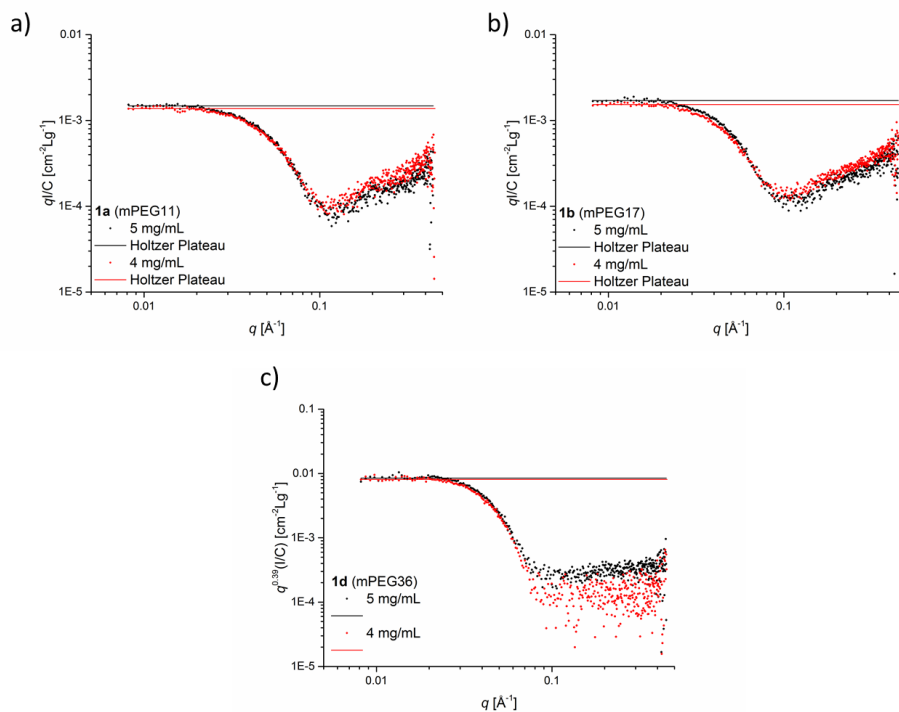 a)
0.01
1E-3
1E-4
1E-5
qI/C [cm⁻²Lg⁻¹]
1a (mPEG11)
5 mg/mL
Holtzer Plateau
4 mg/mL
Holtzer Plateau
0.01 0.1
q [Å⁻¹]
b)
0.01
1E-3
1E-4
1E-5
qI/C [cm⁻²Lg⁻¹]
1b (mPEG17)
5 mg/mL
Holtzer Plateau
4 mg/mL
Holtzer Plateau
0.01 0.1
q [Å⁻¹]
c)
0.1
0.01
1E-3
1E-4
1E-5
q⁰·³⁹(I/C) [cm⁻²Lg⁻¹]
1d (mPEG36)
5 mg/mL
4 mg/mL
0.01 0.1
q [Å⁻¹]